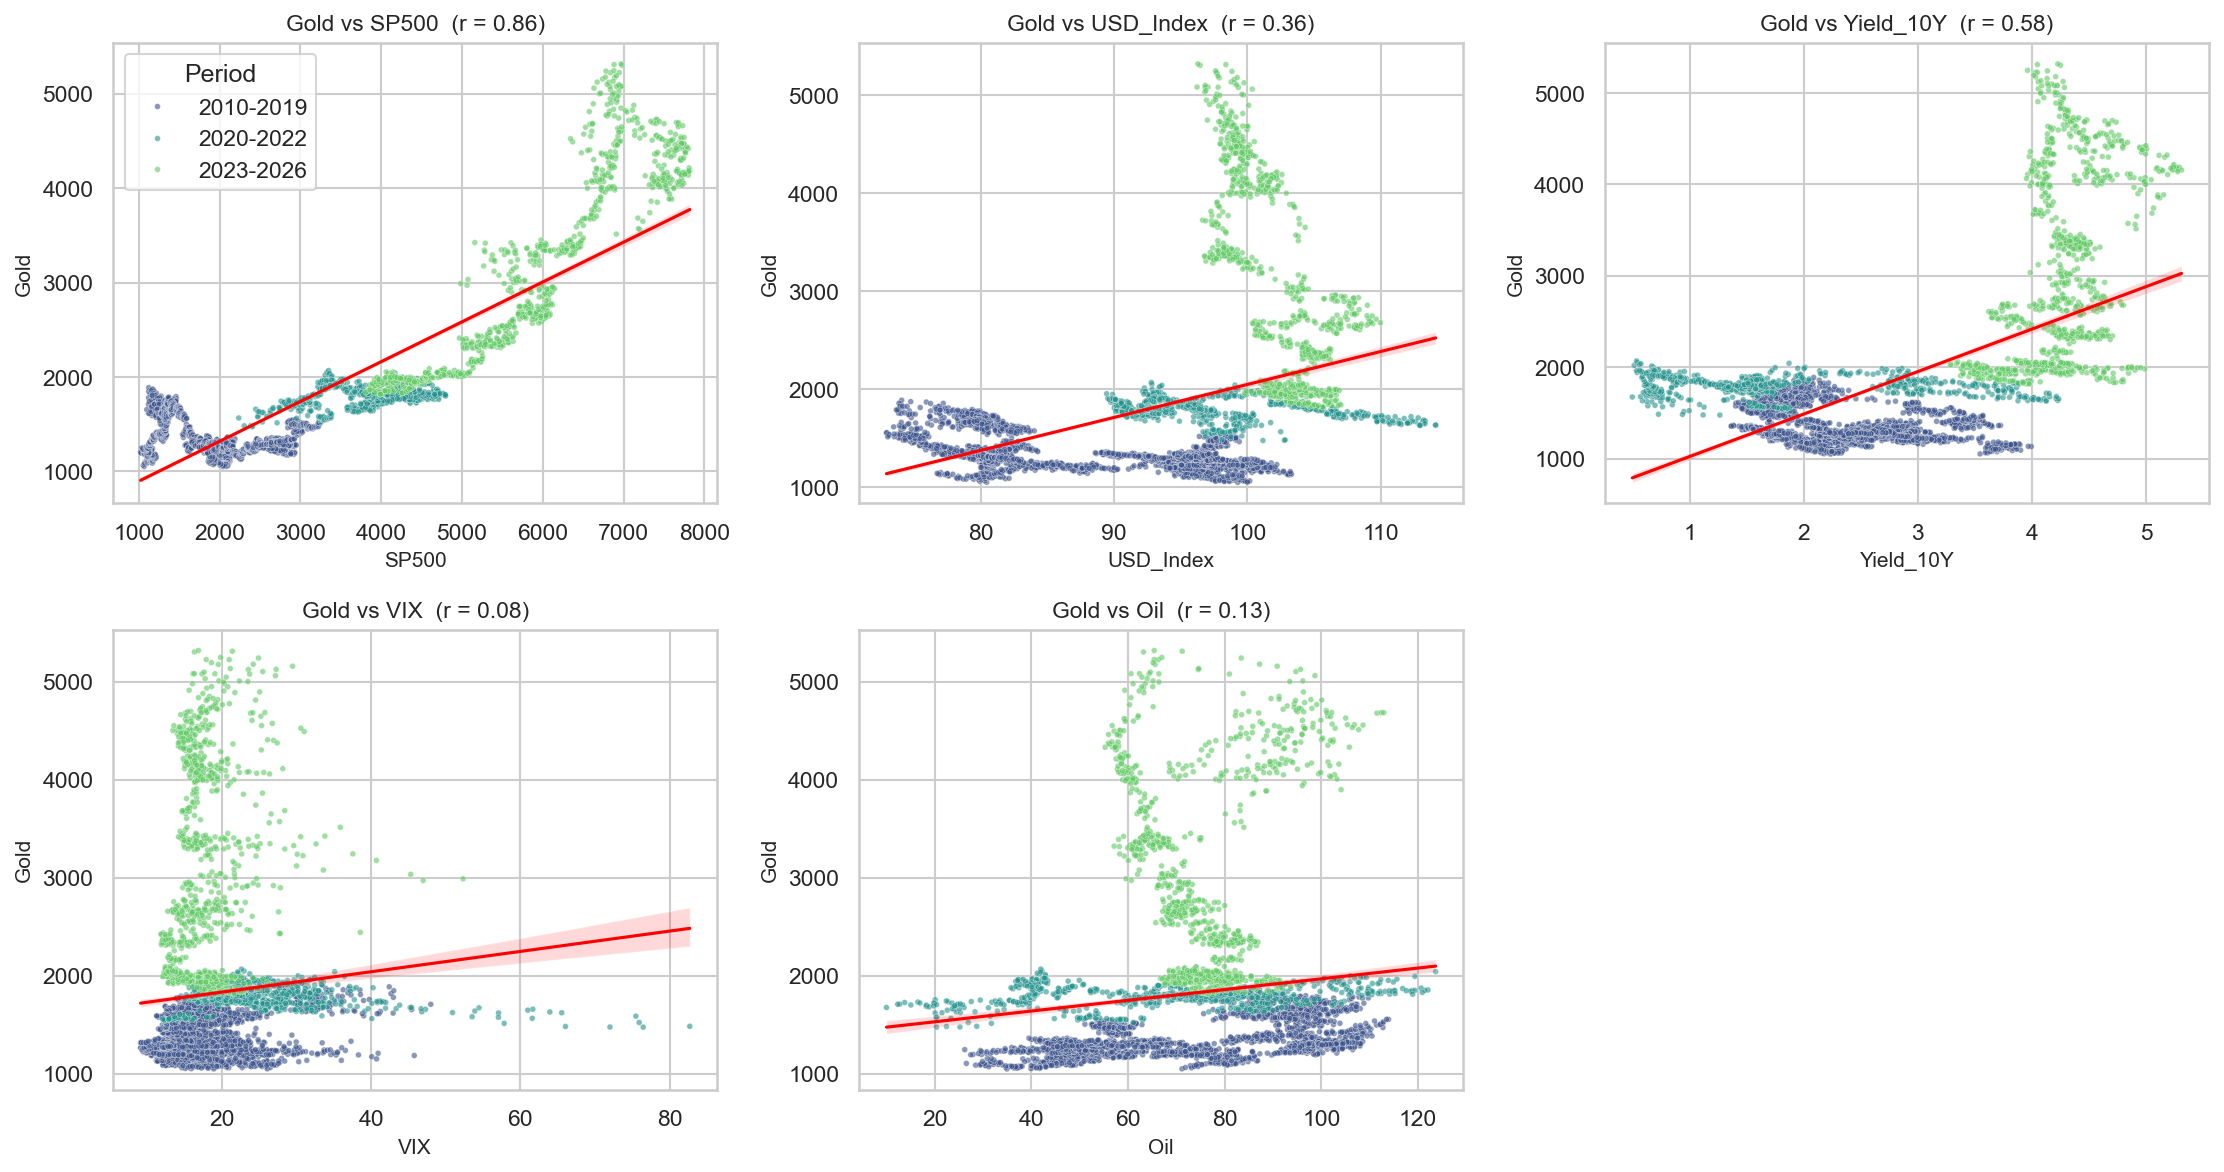 Gold vs SP500  (r = 0.86)
Period
2010-2019
2020-2022
2023-2026
5000
4000
3000
2000
1000
Gold
1000 2000 3000 4000 5000 6000 7000 8000
SP500
Gold vs USD_Index  (r = 0.36)
5000
4000
3000
2000
1000
Gold
80 90 100 110
USD_Index
Gold vs Yield_10Y  (r = 0.58)
5000
4000
3000
2000
1000
Gold
1 2 3 4 5
Yield_10Y
Gold vs VIX  (r = 0.08)
5000
4000
3000
2000
1000
Gold
20 40 60 80
VIX
Gold vs Oil  (r = 0.13)
5000
4000
3000
2000
1000
Gold
20 40 60 80 100 120
Oil